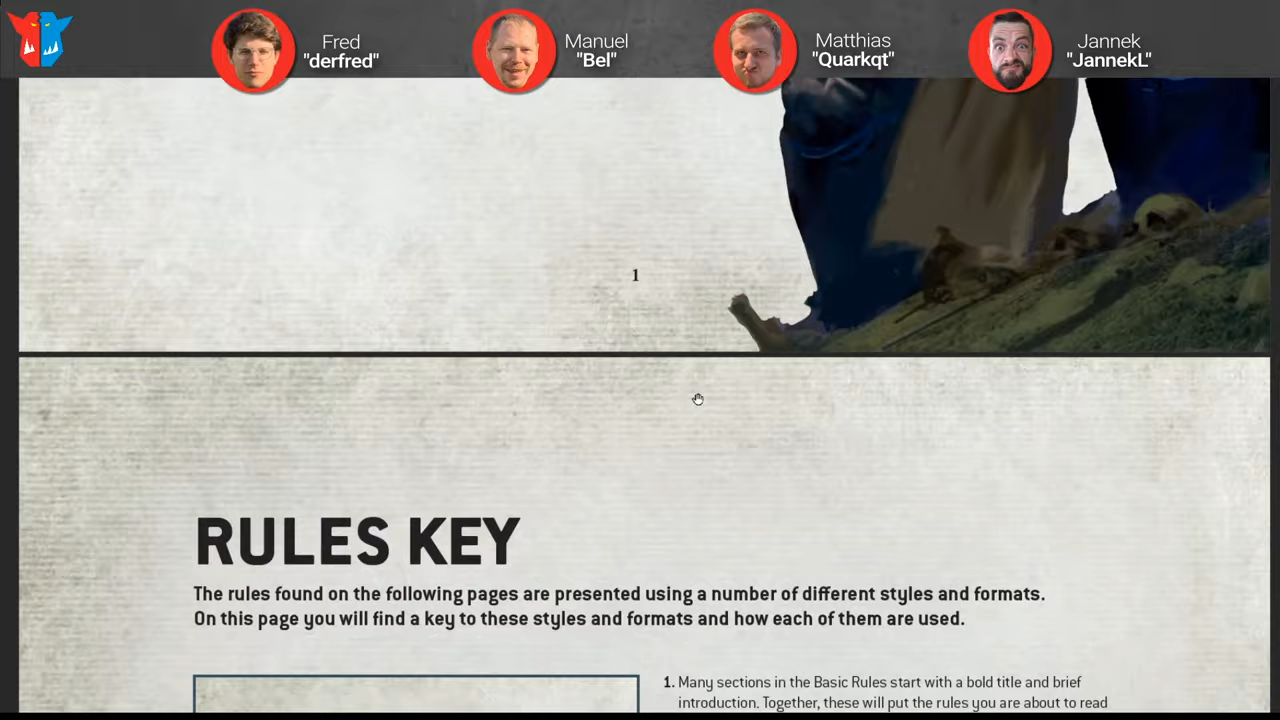 Fred
"derfred"
Manuel
"Bel"
Matthias
"Quarkqt"
Jannek
"JannekL"
1
RULES KEY
The rules found on the following pages are presented using a number of different styles and formats.
On this page you will find a key to these styles and formats and how each of them are used.
1. Many sections in the Basic Rules start with a bold title and brief
introduction. Together, these will put the rules you are about to read